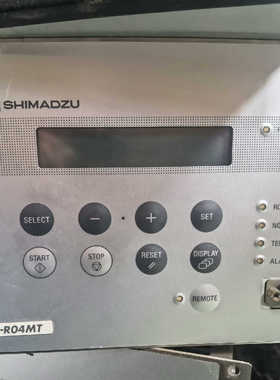 SHIMADZU
SELECT − + SET
START STOP RESET DISPLAY
REMOTE
-R04MT